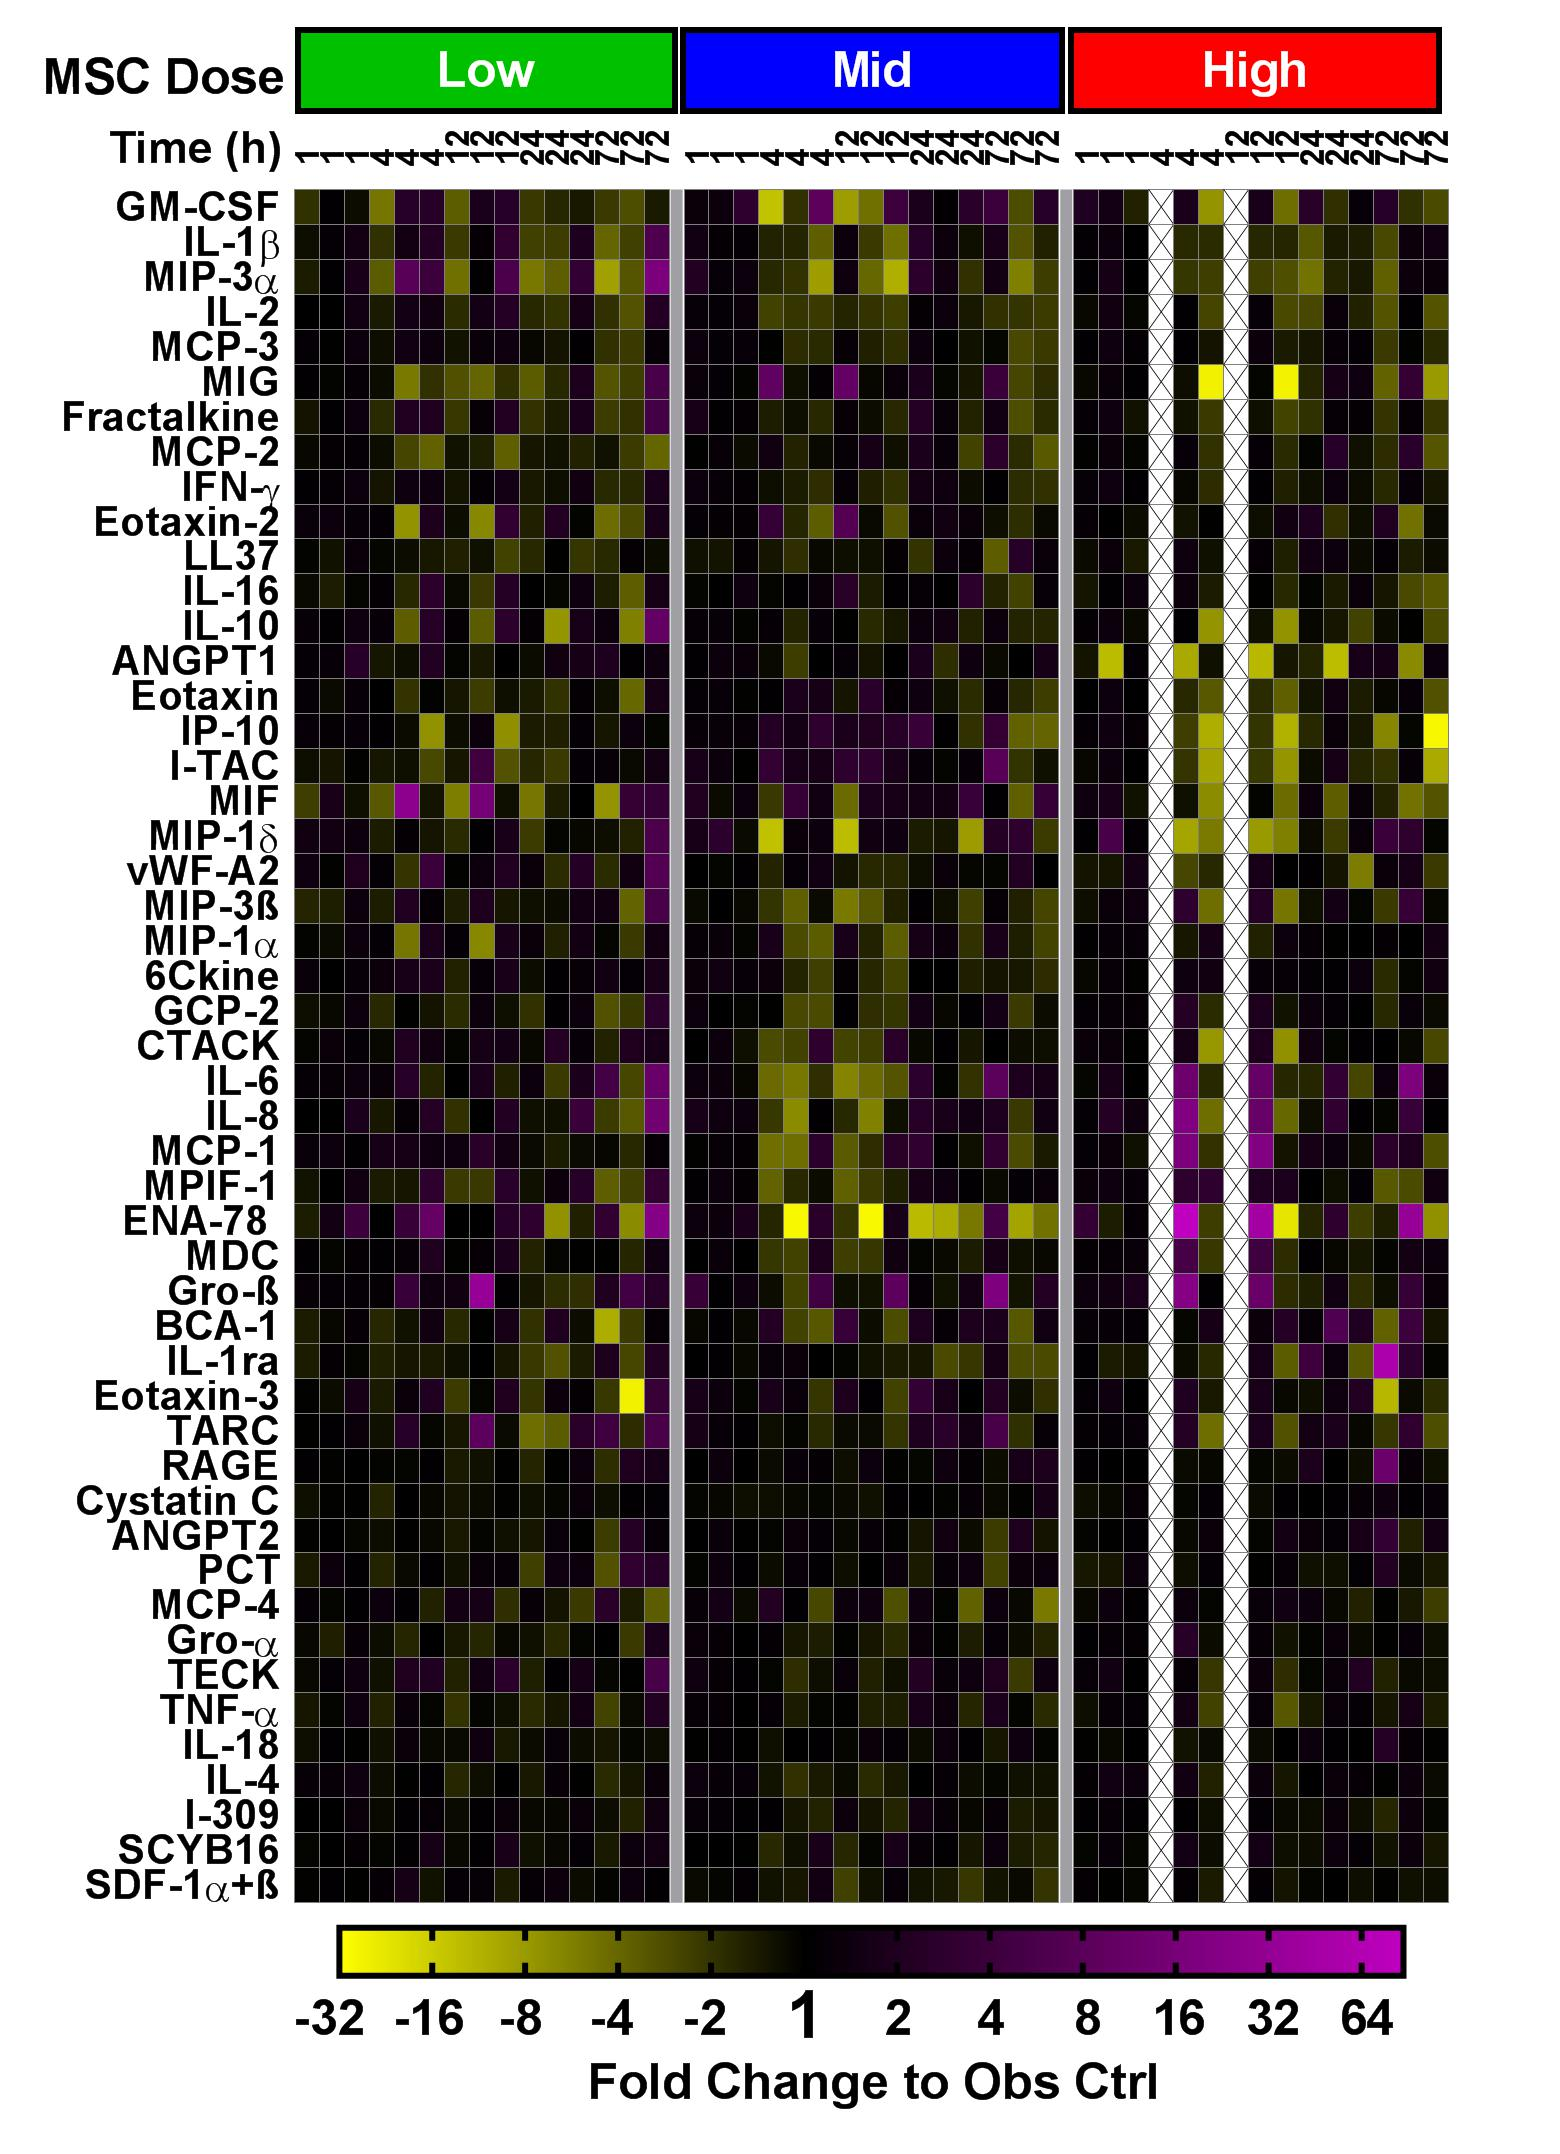 MSC Dose Low Mid High
Time (h) 1 1 1 4 4 4 12 12 12 24 24 24 72 72 72 1 1 1 4 4 4 12 12 12 24 24 24 72 72 72 1 1 1 4 4 4 12 12 12 24 24 24 72 72 72
GM-CSF
IL-1β
MIP-3α
IL-2
MCP-3
MIG
Fractalkine
MCP-2
IFN-γ
Eotaxin-2
LL37
IL-16
IL-10
ANGPT1
Eotaxin
IP-10
I-TAC
MIF
MIP-1δ
vWF-A2
MIP-3ß
MIP-1α
6Ckine
GCP-2
CTACK
IL-6
IL-8
MCP-1
MPIF-1
ENA-78
MDC
Gro-ß
BCA-1
IL-1ra
Eotaxin-3
TARC
RAGE
Cystatin C
ANGPT2
PCT
MCP-4
Gro-α
TECK
TNF-α
IL-18
IL-4
I-309
SCYB16
SDF-1α+ß
-32 -16 -8 -4 -2 1 2 4 8 16 32 64
Fold Change to Obs Ctrl